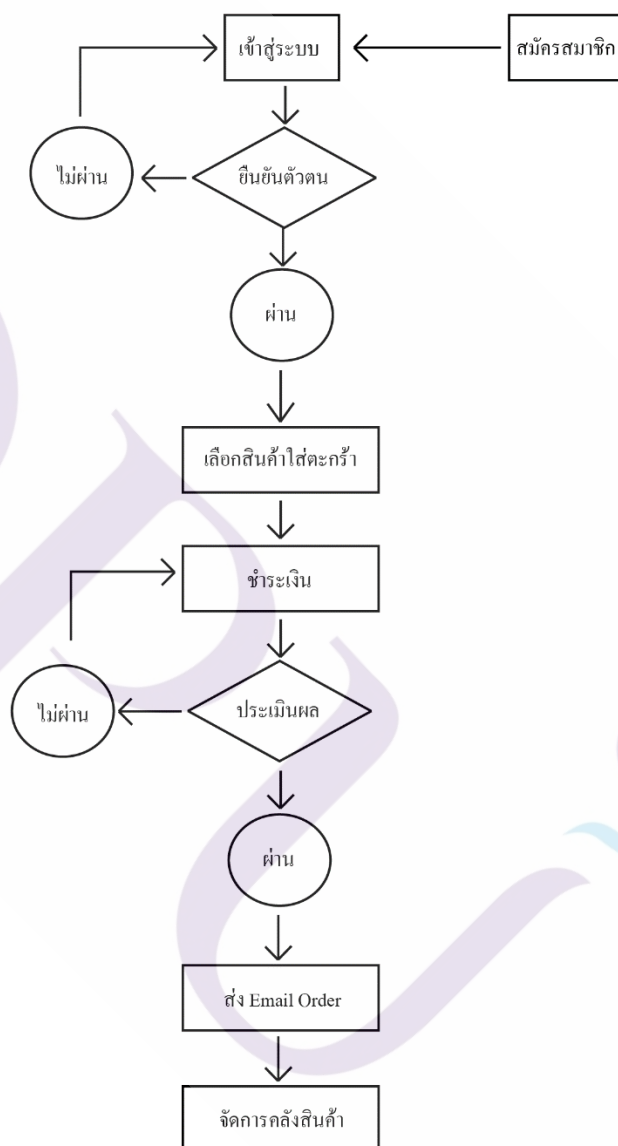 เข้าสู่ระบบ
สมัครสมาชิก
ไม่ผ่าน
ยืนยันตัวตน
ผ่าน
เลือกสินค้าใส่ตะกร้า
ชำระเงิน
ไม่ผ่าน
ประเมินผล
ผ่าน
ส่ง Email Order
จัดการคลังสินค้า